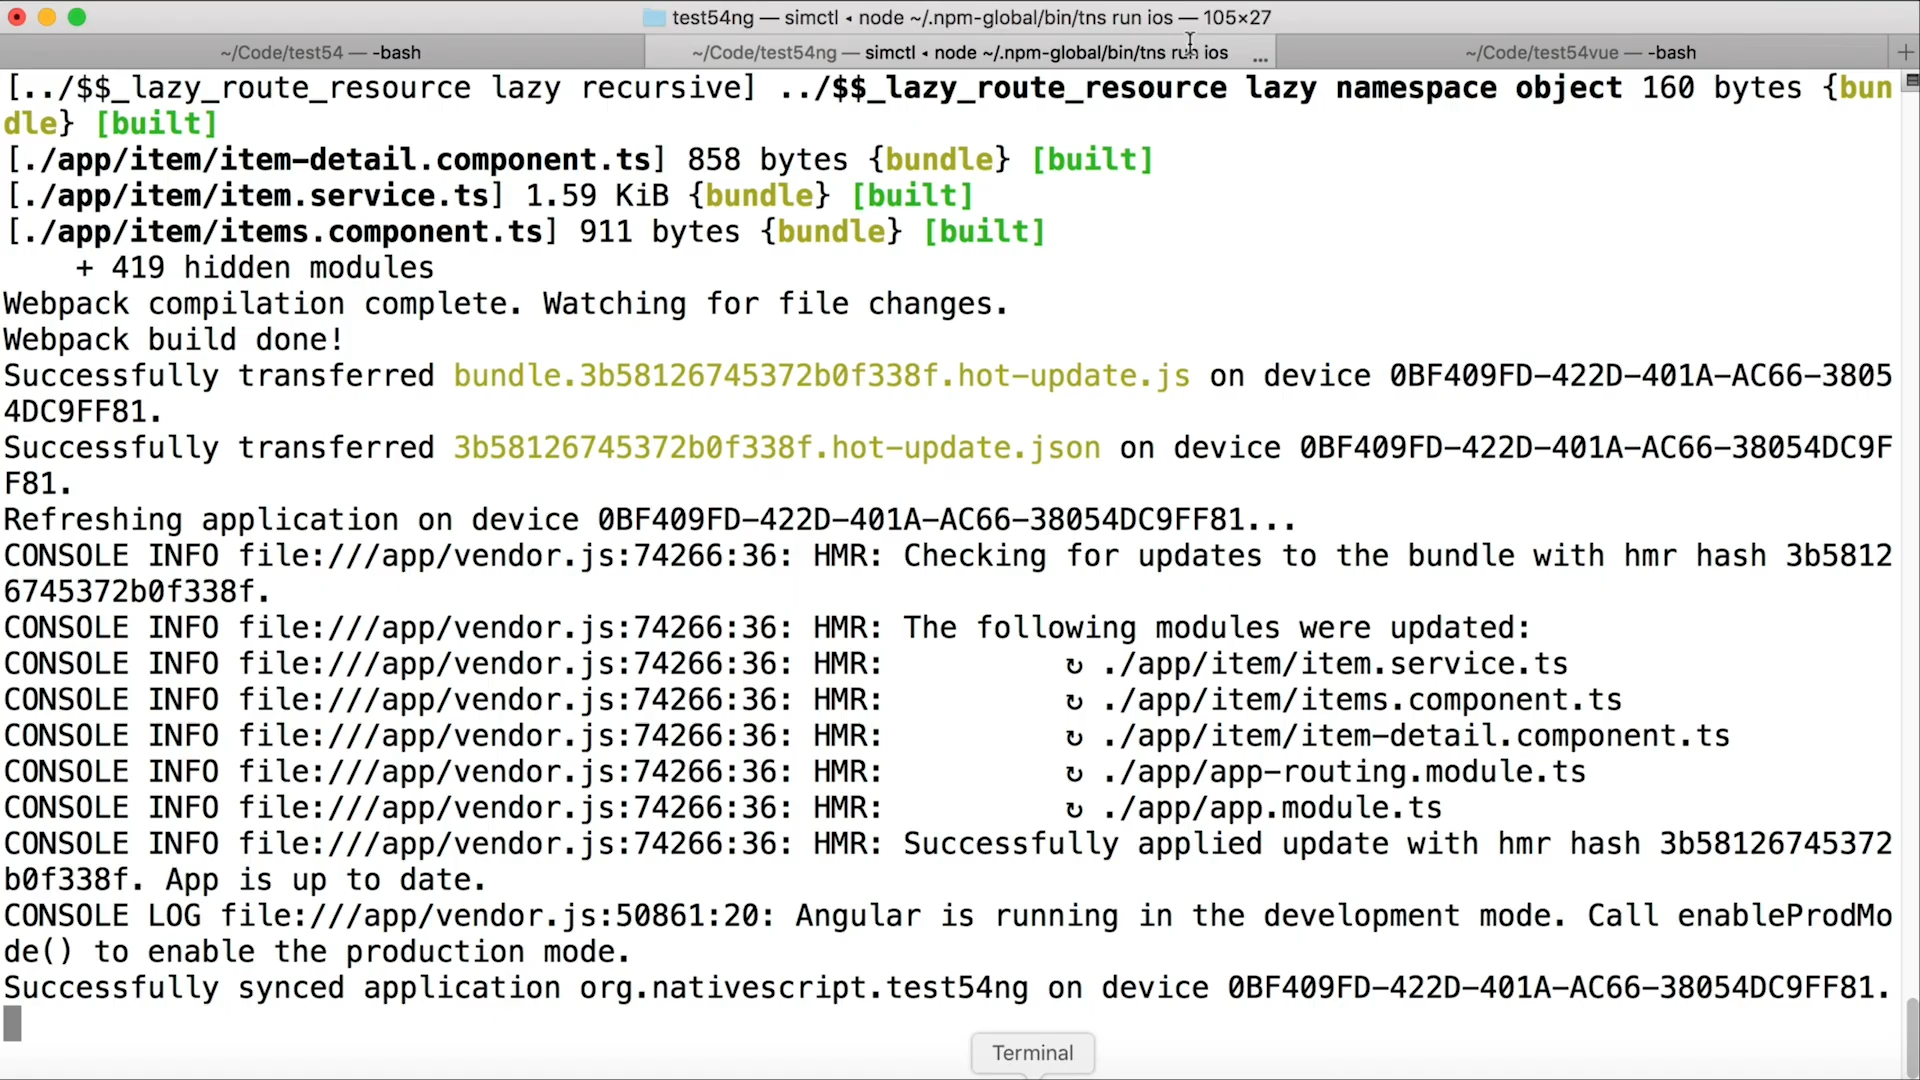 test54ng — simctl ◂ node ~/.npm-global/bin/tns run ios — 105×27
~/Code/test54 — -bash
~/Code/test54ng — simctl ◂ node ~/.npm-global/bin/tns run ios ...
~/Code/test54vue — -bash
+
[../$$_lazy_route_resource lazy recursive] ../$$_lazy_route_resource lazy namespace object 160 bytes {bun
dle} [built]
[./app/item/item-detail.component.ts] 858 bytes {bundle} [built]
[./app/item/item.service.ts] 1.59 KiB {bundle} [built]
[./app/item/items.component.ts] 911 bytes {bundle} [built]
    + 419 hidden modules
Webpack compilation complete. Watching for file changes.
Webpack build done!
Successfully transferred bundle.3b58126745372b0f338f.hot-update.js on device 0BF409FD-422D-401A-AC66-3805
4DC9FF81.
Successfully transferred 3b58126745372b0f338f.hot-update.json on device 0BF409FD-422D-401A-AC66-38054DC9F
F81.
Refreshing application on device 0BF409FD-422D-401A-AC66-38054DC9FF81...
CONSOLE INFO file:///app/vendor.js:74266:36: HMR: Checking for updates to the bundle with hmr hash 3b5812
6745372b0f338f.
CONSOLE INFO file:///app/vendor.js:74266:36: HMR: The following modules were updated:
CONSOLE INFO file:///app/vendor.js:74266:36: HMR:          ↻ ./app/item/item.service.ts
CONSOLE INFO file:///app/vendor.js:74266:36: HMR:          ↻ ./app/item/items.component.ts
CONSOLE INFO file:///app/vendor.js:74266:36: HMR:          ↻ ./app/item/item-detail.component.ts
CONSOLE INFO file:///app/vendor.js:74266:36: HMR:          ↻ ./app/app-routing.module.ts
CONSOLE INFO file:///app/vendor.js:74266:36: HMR:          ↻ ./app/app.module.ts
CONSOLE INFO file:///app/vendor.js:74266:36: HMR: Successfully applied update with hmr hash 3b58126745372
b0f338f. App is up to date.
CONSOLE LOG file:///app/vendor.js:50861:20: Angular is running in the development mode. Call enableProdMo
de() to enable the production mode.
Successfully synced application org.nativescript.test54ng on device 0BF409FD-422D-401A-AC66-38054DC9FF81.
Terminal